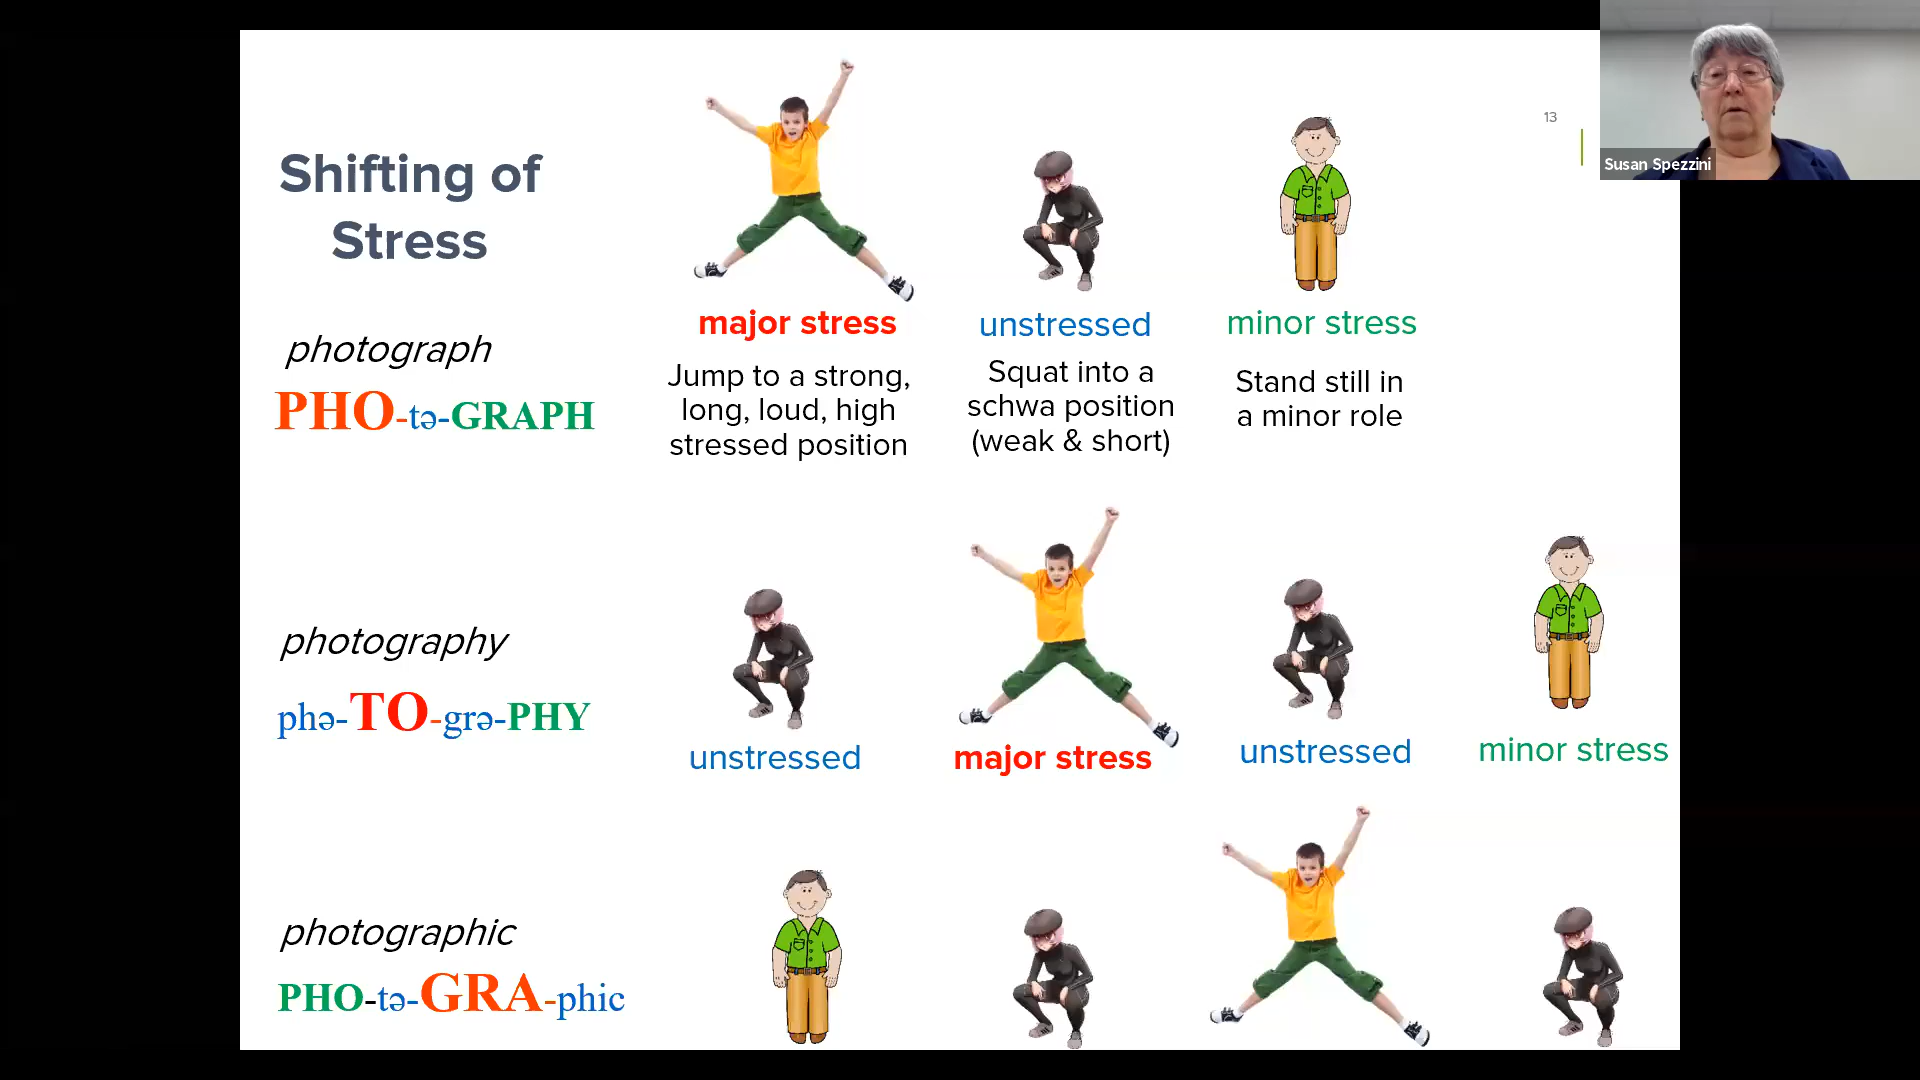 Shifting of
Stress
13
Susan Spezzini
major stress
unstressed
minor stress
photograph
PHO-tə-GRAPH
Jump to a strong,
long, loud, high
stressed position
Squat into a
schwa position
(weak & short)
Stand still in
a minor role
photography
phə-TO-grə-PHY
unstressed
major stress
unstressed
minor stress
photographic
PHO-tə-GRA-phic